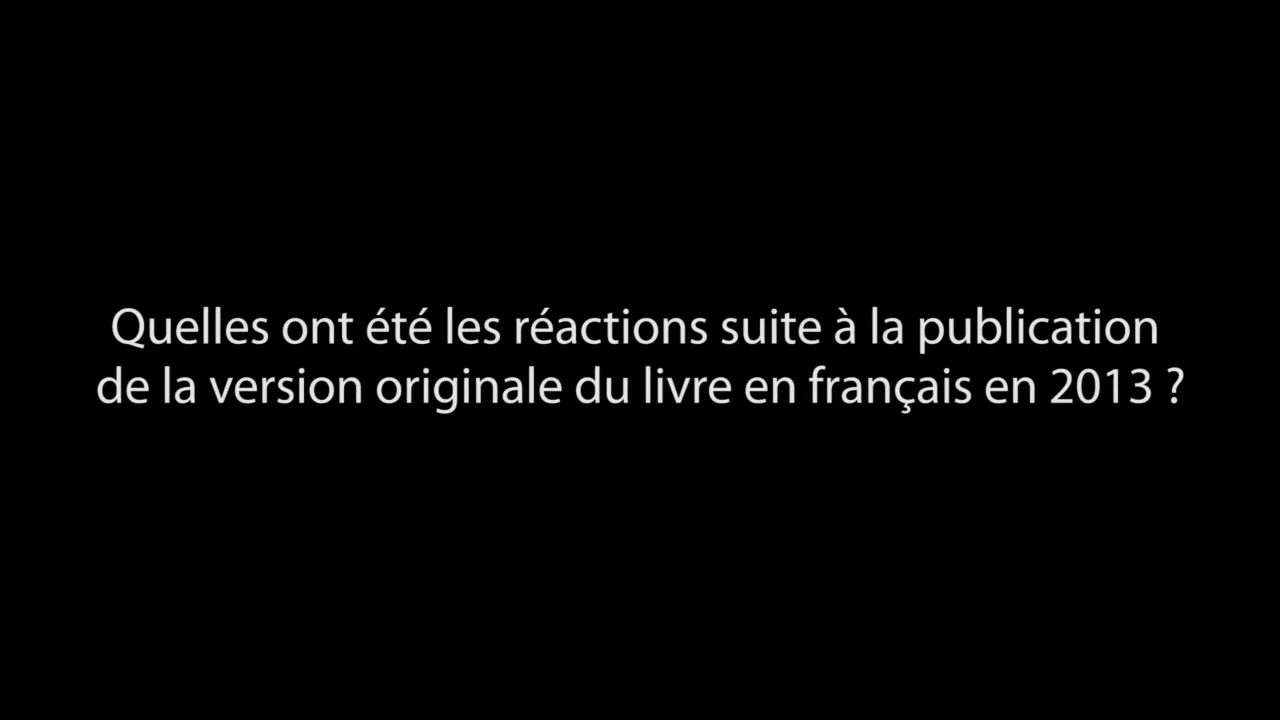 Quelles ont été les réactions suite à la publication
de la version originale du livre en français en 2013 ?